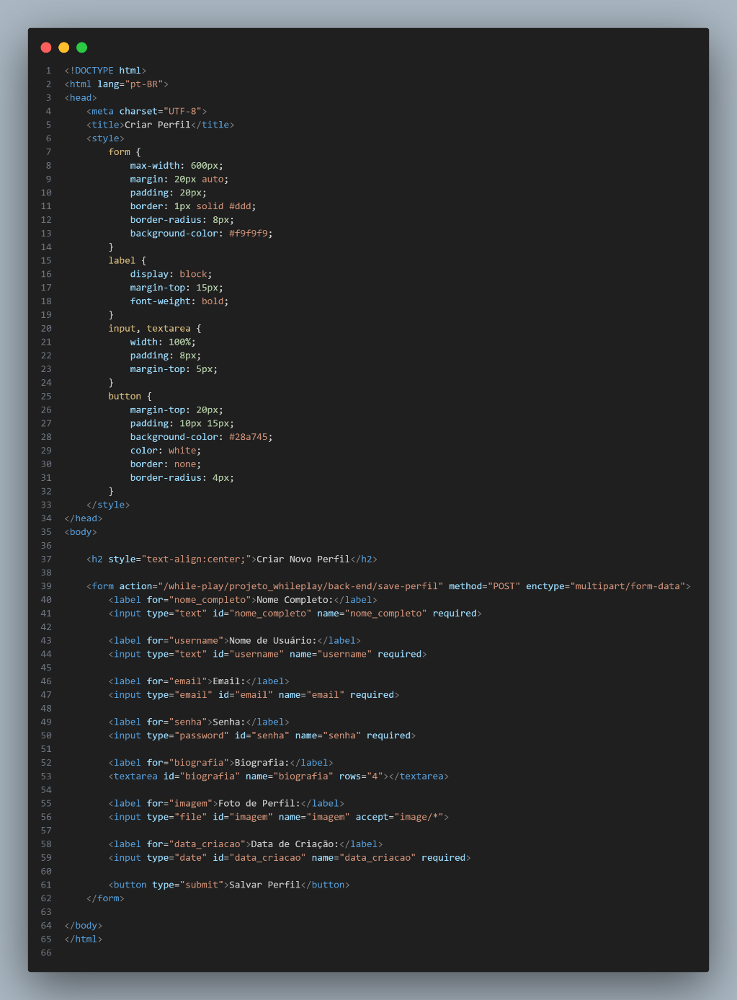 1 <!DOCTYPE html>
2 <html lang="pt-BR">
3 <head>
4     <meta charset="UTF-8">
5     <title>Criar Perfil</title>
6     <style>
7         form {
8             max-width: 600px;
9             margin: 20px auto;
10             padding: 20px;
11             border: 1px solid #ddd;
12             border-radius: 8px;
13             background-color: #f9f9f9;
14         }
15         label {
16             display: block;
17             margin-top: 15px;
18             font-weight: bold;
19         }
20         input, textarea {
21             width: 100%;
22             padding: 8px;
23             margin-top: 5px;
24         }
25         button {
26             margin-top: 20px;
27             padding: 10px 15px;
28             background-color: #28a745;
29             color: white;
30             border: none;
31             border-radius: 4px;
32         }
33     </style>
34 </head>
35 <body>
36
37     <h2 style="text-align:center;">Criar Novo Perfil</h2>
38
39     <form action="/while-play/projeto_whileplay/back-end/save-perfil" method="POST" enctype="multipart/form-data">
40         <label for="nome_completo">Nome Completo:</label>
41         <input type="text" id="nome_completo" name="nome_completo" required>
42
43         <label for="username">Nome de Usuário:</label>
44         <input type="text" id="username" name="username" required>
45
46         <label for="email">Email:</label>
47         <input type="email" id="email" name="email" required>
48
49         <label for="senha">Senha:</label>
50         <input type="password" id="senha" name="senha" required>
51
52         <label for="biografia">Biografia:</label>
53         <textarea id="biografia" name="biografia" rows="4"></textarea>
54
55         <label for="imagem">Foto de Perfil:</label>
56         <input type="file" id="imagem" name="imagem" accept="image/*">
57
58         <label for="data_criacao">Data de Criação:</label>
59         <input type="date" id="data_criacao" name="data_criacao" required>
60
61         <button type="submit">Salvar Perfil</button>
62     </form>
63
64 </body>
65 </html>
66